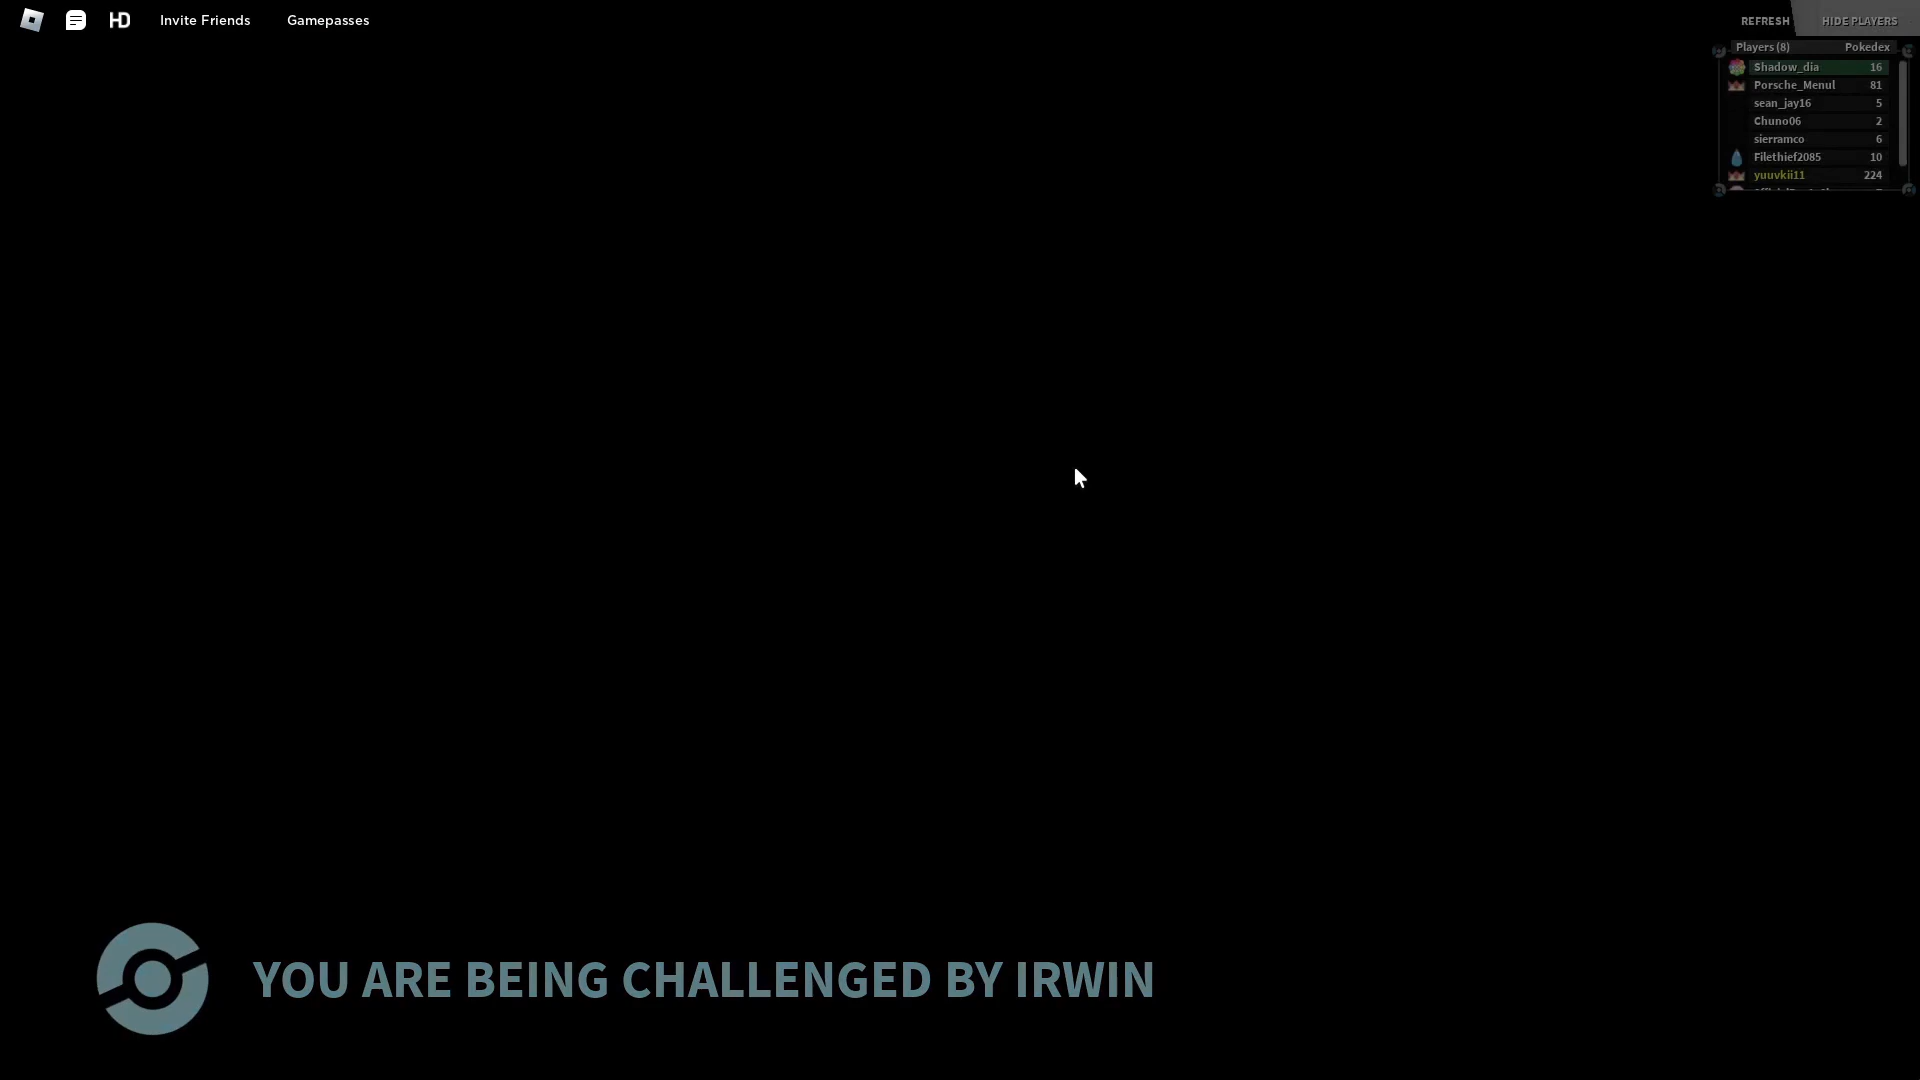 HD Invite Friends Gamepasses REFRESH HIDE PLAYERS
Players (8) Pokedex
Shadow_dia 16
Porsche_Menul 81
sean_jay16 5
Chuno06 2
sierramco 6
Filethief2085 10
yuuvkii11 224
YOU ARE BEING CHALLENGED BY IRWIN